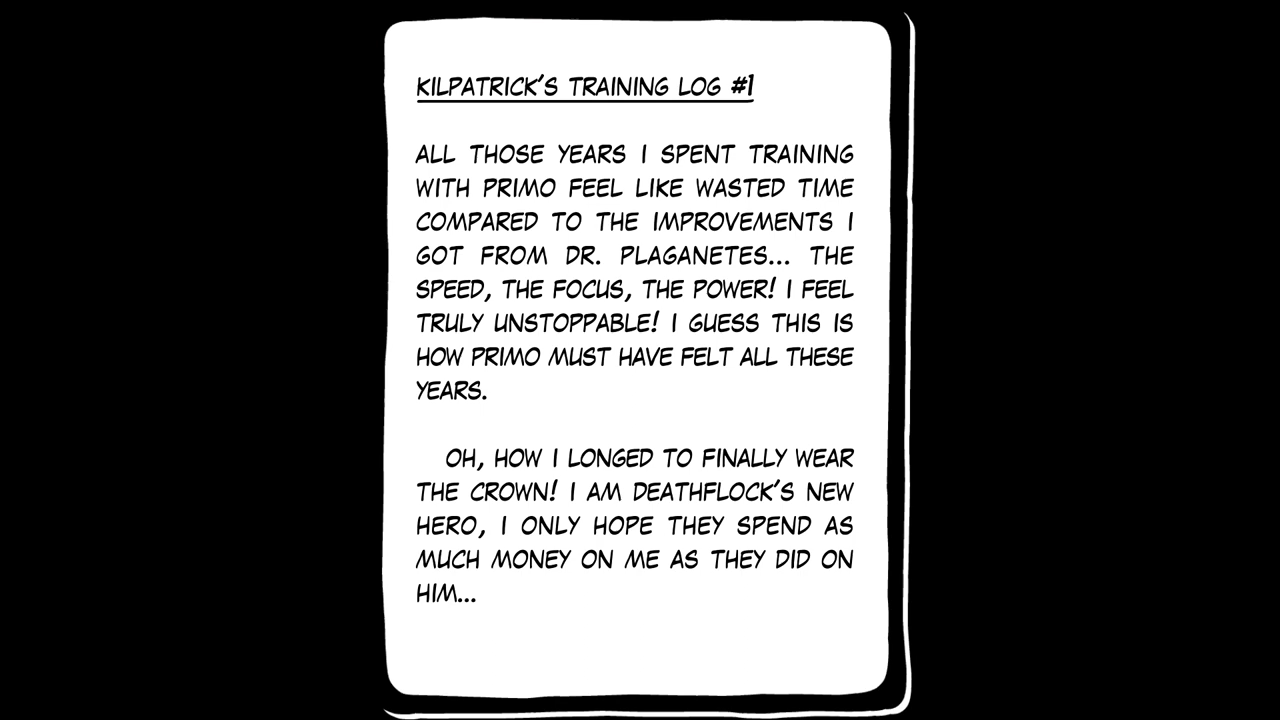 KILPATRICK'S TRAINING LOG #1
ALL THOSE YEARS I SPENT TRAINING
WITH PRIMO FEEL LIKE WASTED TIME
COMPARED TO THE IMPROVEMENTS I
GOT FROM DR. PLAGANETES... THE
SPEED, THE FOCUS, THE POWER! I FEEL
TRULY UNSTOPPABLE! I GUESS THIS IS
HOW PRIMO MUST HAVE FELT ALL THESE
YEARS.
OH, HOW I LONGED TO FINALLY WEAR
THE CROWN! I AM DEATHFLOCK'S NEW
HERO, I ONLY HOPE THEY SPEND AS
MUCH MONEY ON ME AS THEY DID ON
HIM...